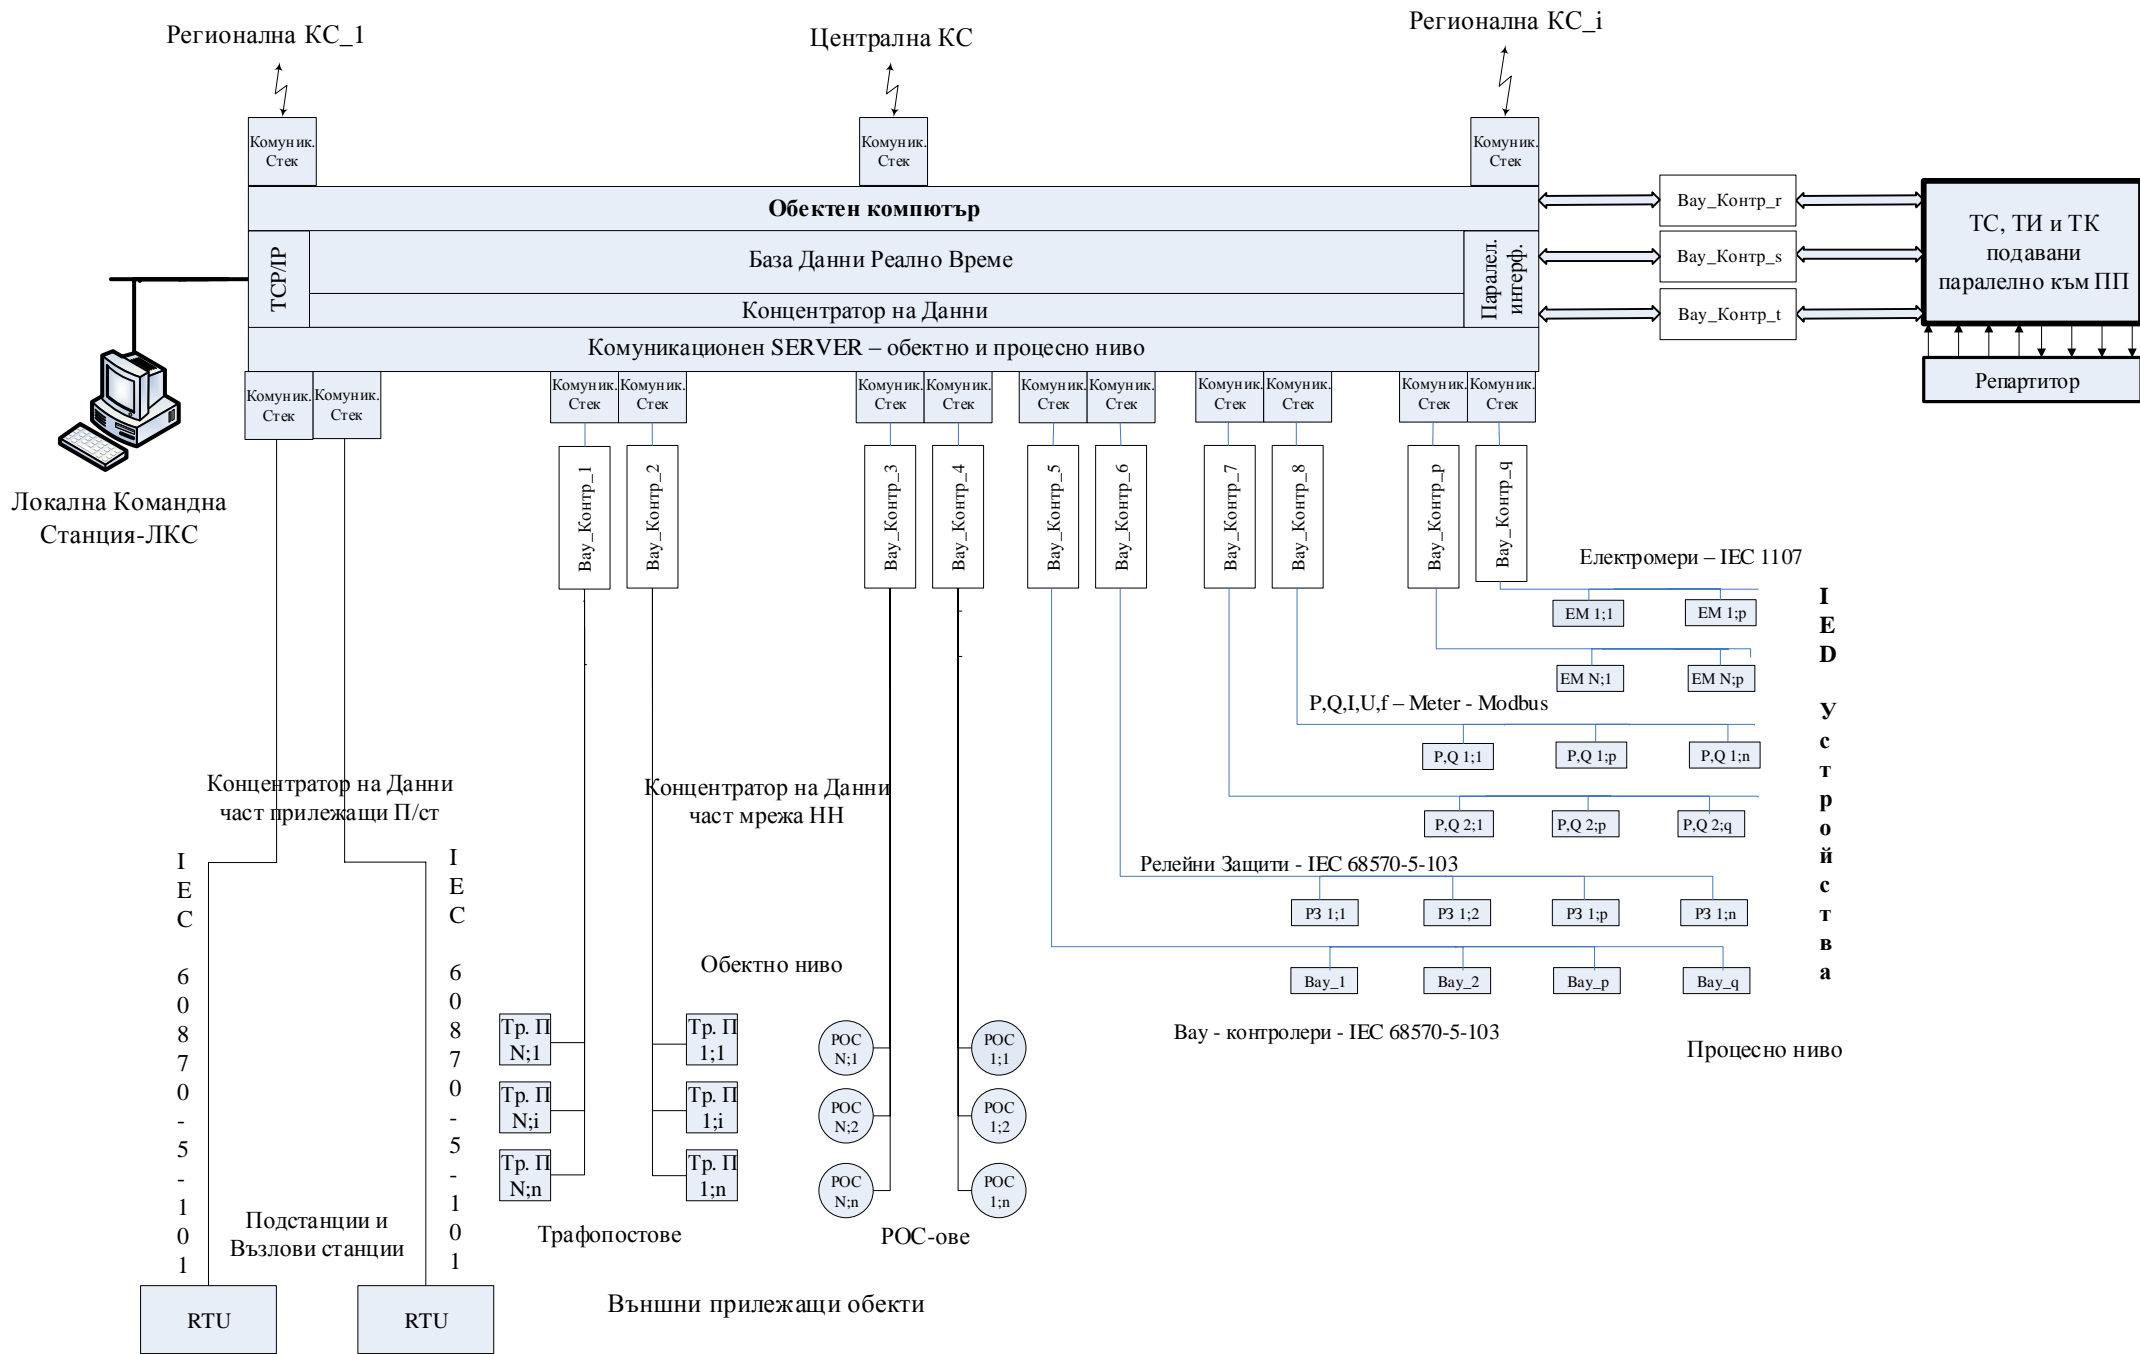 Регионална КС_1
Централна КС
Регионална КС_i
Комуник.
Стек
Комуник.
Стек
Комуник.
Стек
Обектен компютър
TCP/IP
База Данни Реално Време
Концентратор на Данни
Паралел.
интерф.
Комуникационен SERVER – обектно и процесно ниво
Bay_Контр_r
Bay_Контр_s
Bay_Контр_t
ТС, ТИ и ТК
подавани
паралелно към ПП
Репартитор
Локална Командна
Станция-ЛКС
Комуник.
Стек
Комуник.
Стек
Комуник.
Стек
Комуник.
Стек
Комуник.
Стек
Комуник.
Стек
Комуник.
Стек
Комуник.
Стек
Комуник.
Стек
Комуник.
Стек
Комуник.
Стек
Комуник.
Стек
Bay_Контр_1
Bay_Контр_2
Bay_Контр_3
Bay_Контр_4
Bay_Контр_5
Bay_Контр_6
Bay_Контр_7
Bay_Контр_8
Bay_Контр_p
Bay_Контр_q
Електромери – IEC 1107
EM 1;1
EM 1;p
EM N;1
EM N;p
P,Q,I,U,f – Meter - Modbus
P,Q 1;1
P,Q 1;p
P,Q 1;n
P,Q 2;1
P,Q 2;p
P,Q 2;q
Релейни Защити - IEC 68570-5-103
РЗ 1;1
РЗ 1;2
РЗ 1;p
РЗ 1;n
Bay_1
Bay_2
Bay_p
Bay_q
Bay - контролери - IEC 68570-5-103
Процесно ниво
IED Устройства
Концентратор на Данни
част прилежащи П/ст
Концентратор на Данни
част мрежа НН
IEC 60870-5-101
IEC 60870-5-101
Обектно ниво
Тр. П
N;1
Тр. П
N;i
Тр. П
N;n
Тр. П
1;1
Тр. П
1;i
Тр. П
1;n
РОС
N;1
РОС
N;2
РОС
N;n
РОС
1;1
РОС
1;2
РОС
1;n
Подстанции и
Възлови станции
Трафопостове
РОС-ове
RTU
RTU
Външни прилежащи обекти